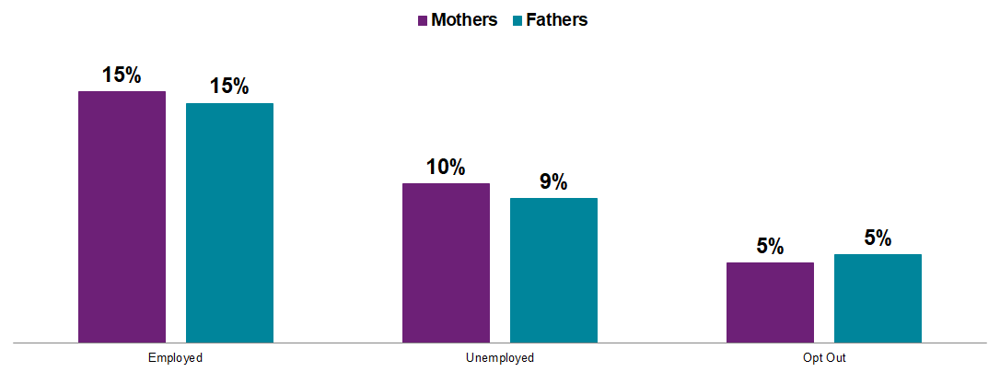 Mothers Fathers
15% 15%
10% 9%
5% 5%
Employed Unemployed Opt Out